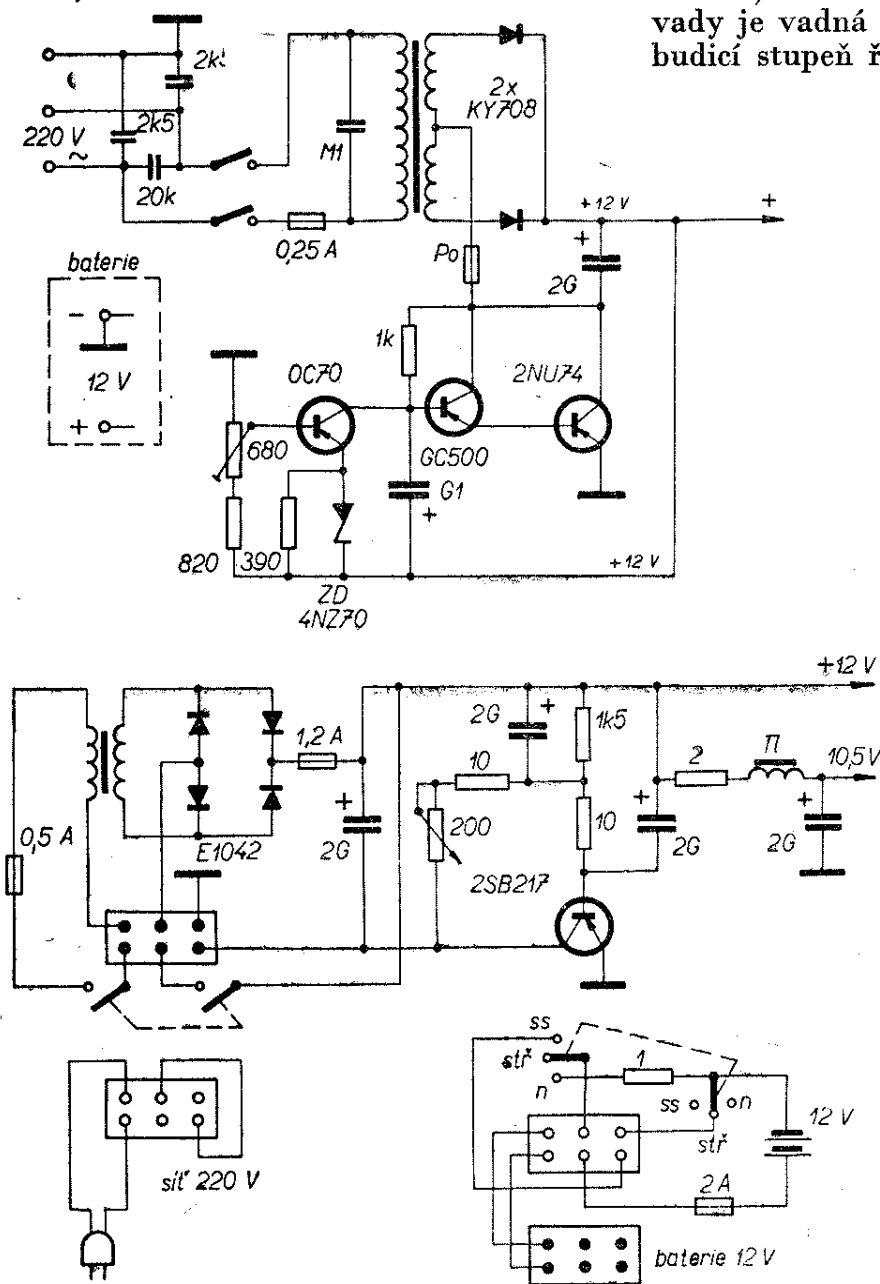 vady je vadná
budicí stupeň ř
2k5
220 V
~
20k
M1
2x
KY708
0,25 A
+12 V
+
+
2G
Po
baterie
-
12 V
+
1k
OC70
2NU74
680
GC500
G1
+
820
390
+12 V
ZD
4NZ70
+12 V
2G
+
1k5
1,2 A
10
2
П
10,5 V
+
2G
200
10
+
2G
+
2G
0,5 A
E1042
2SB217
ss
stř
n
1
ss
n
stř
12 V
síť 220 V
2 A
baterie 12 V